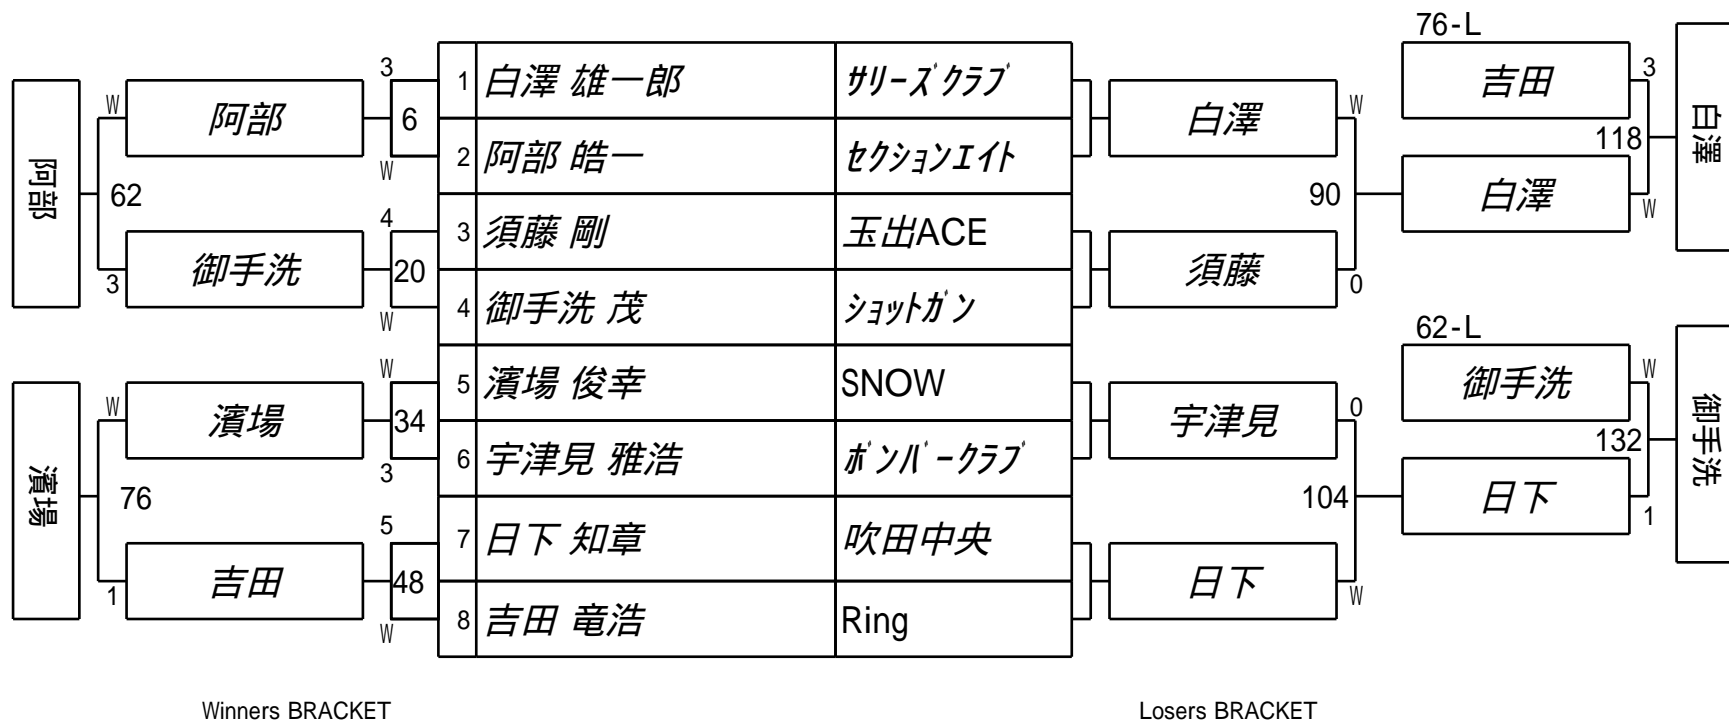 76-L
3 1 白澤 雄一郎 サリーズクラブ 吉田 3
W 阿部 6 白澤 W 118 白澤
W 2 阿部 皓一 セクションエイト
阿部 62 90 白澤 W
4 3 須藤 剛 玉出ACE
3 御手洗 20 須藤 0
W 4 御手洗 茂 ショットガン
62-L
W 5 濱場 俊幸 SNOW 御手洗 W
W 濱場 34 宇津見 0 132 御手洗
3 6 宇津見 雅浩 ボンバークラブ
濱場 76 104 日下 1
5 7 日下 知章 吹田中央
1 吉田 48 日下 W
W 8 吉田 竜浩 Ring
Winners BRACKET Losers BRACKET